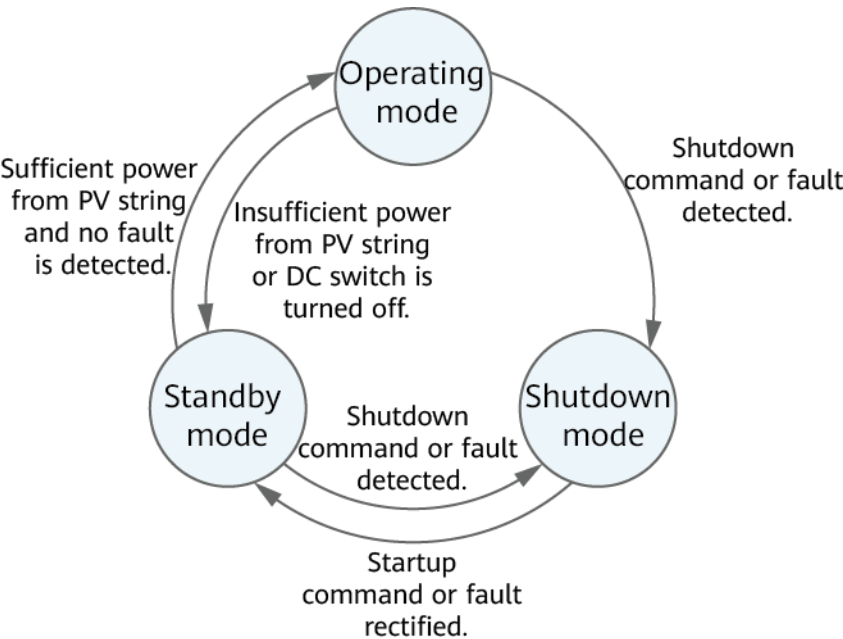 Operating
mode
Sufficient power
from PV string
and no fault
is detected.
Insufficient power
from PV string
or DC switch is
turned off.
Shutdown
command or fault
detected.
Standby
mode
Shutdown
command or fault
detected.
Shutdown
mode
Startup
command or fault
rectified.